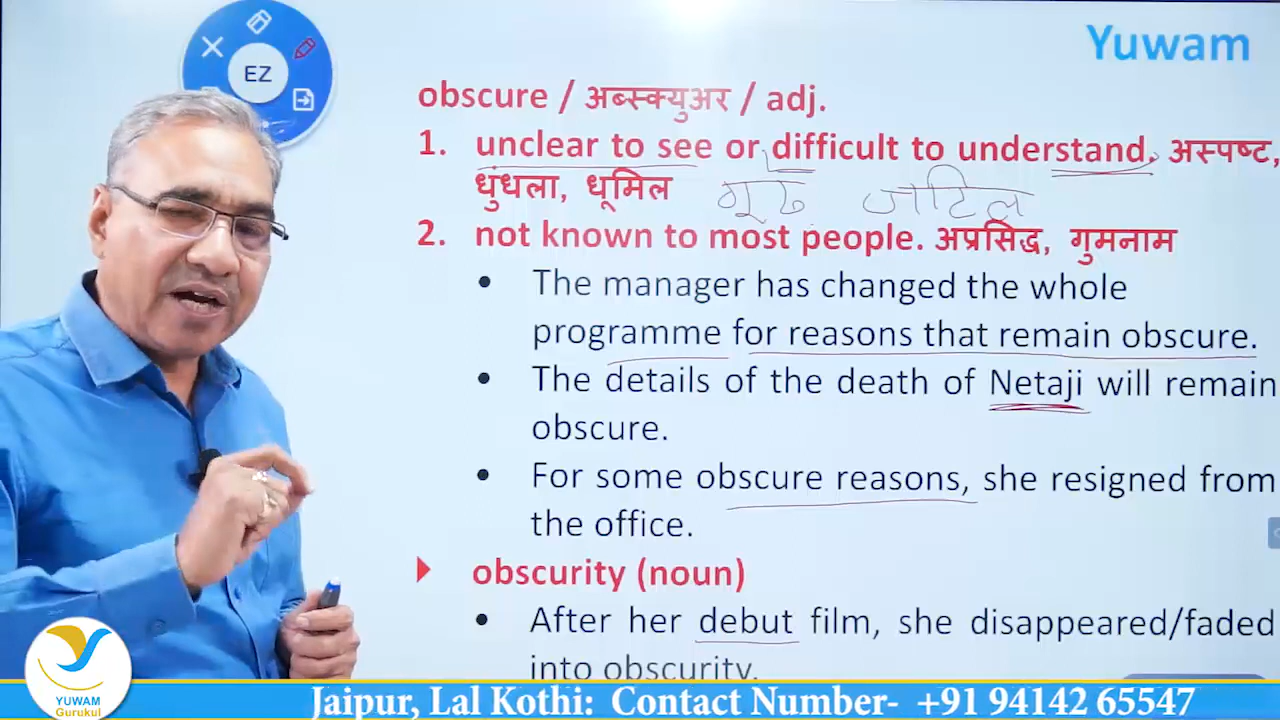 Yuwam
EZ
obscure / अब्स्क्युअर / adj.
1. unclear to see or difficult to understand. अस्पष्ट,
धुंधला, धूमिल गूढ जटिल
2. not known to most people. अप्रसिद्ध, गुमनाम
• The manager has changed the whole
programme for reasons that remain obscure.
• The details of the death of Netaji will remain
obscure.
• For some obscure reasons, she resigned from
the office.
obscurity (noun)
• After her debut film, she disappeared/faded
into obscurity.
YUWAM
Gurukul
Jaipur, Lal Kothi: Contact Number- +91 94142 65547